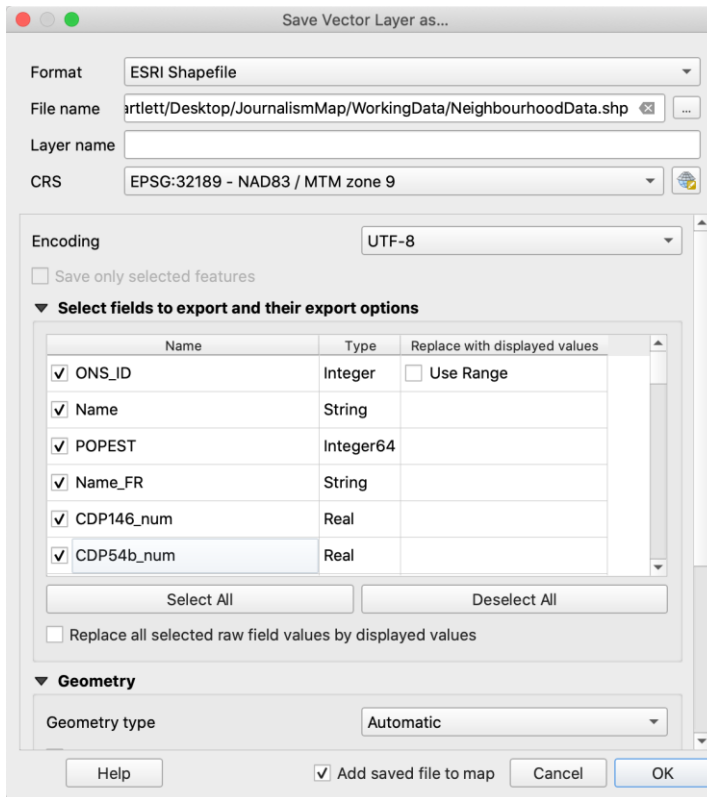 Save Vector Layer as...
Format ESRI Shapefile
File name artlett/Desktop/JournalismMap/WorkingData/NeighbourhoodData.shp ...
Layer name
CRS EPSG:32189 - NAD83 / MTM zone 9
Encoding UTF-8
Save only selected features
Select fields to export and their export options
Name Type Replace with displayed values
ONS_ID Integer Use Range
Name String
POPEST Integer64
Name_FR String
CDP146_num Real
CDP54b_num Real
Select All Deselect All
Replace all selected raw field values by displayed values
Geometry
Geometry type Automatic
Help Add saved file to map Cancel OK